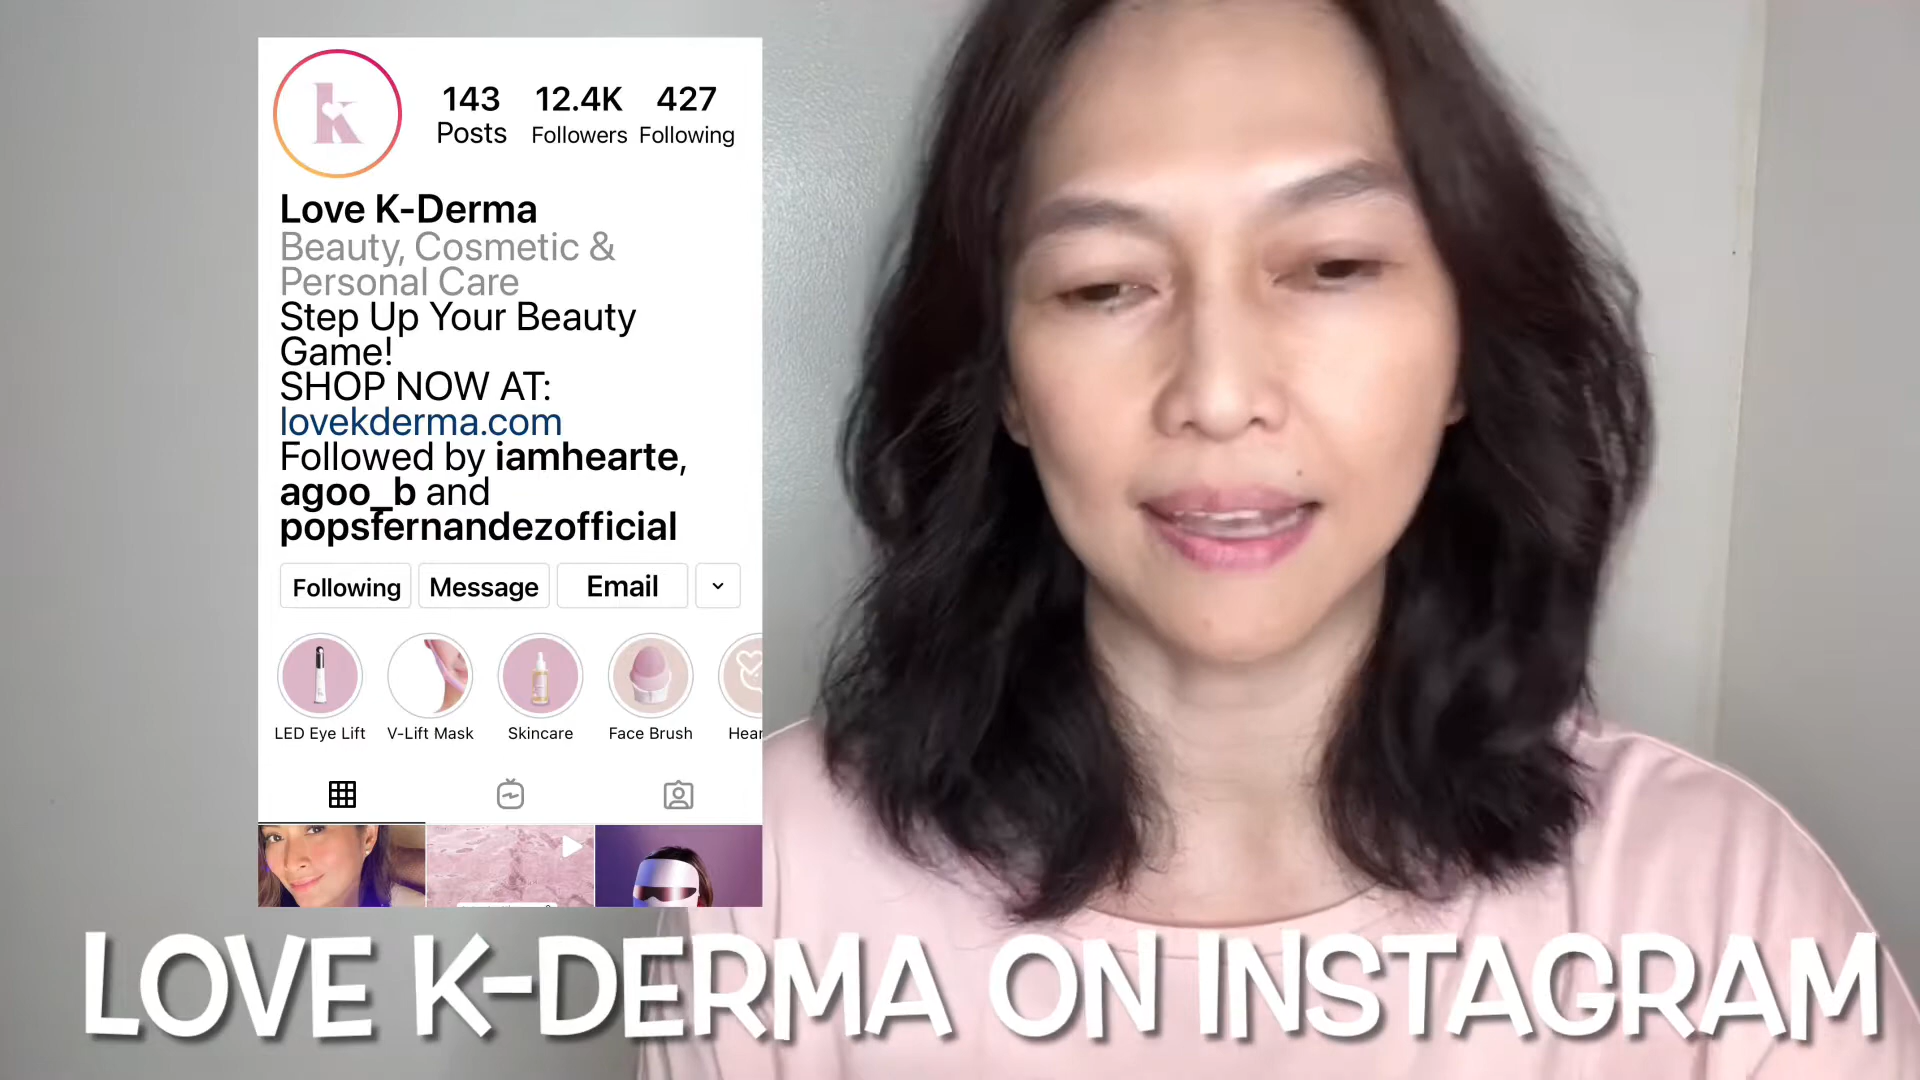 k
143 12.4K 427
Posts Followers Following
Love K-Derma
Beauty, Cosmetic &
Personal Care
Step Up Your Beauty
Game!
SHOP NOW AT:
lovekderma.com
Followed by iamhearte,
agoo_b and
popsfernandezofficial
Following Message Email
LED Eye Lift V-Lift Mask Skincare Face Brush Hear
LOVE K-DERMA ON INSTAGRAM